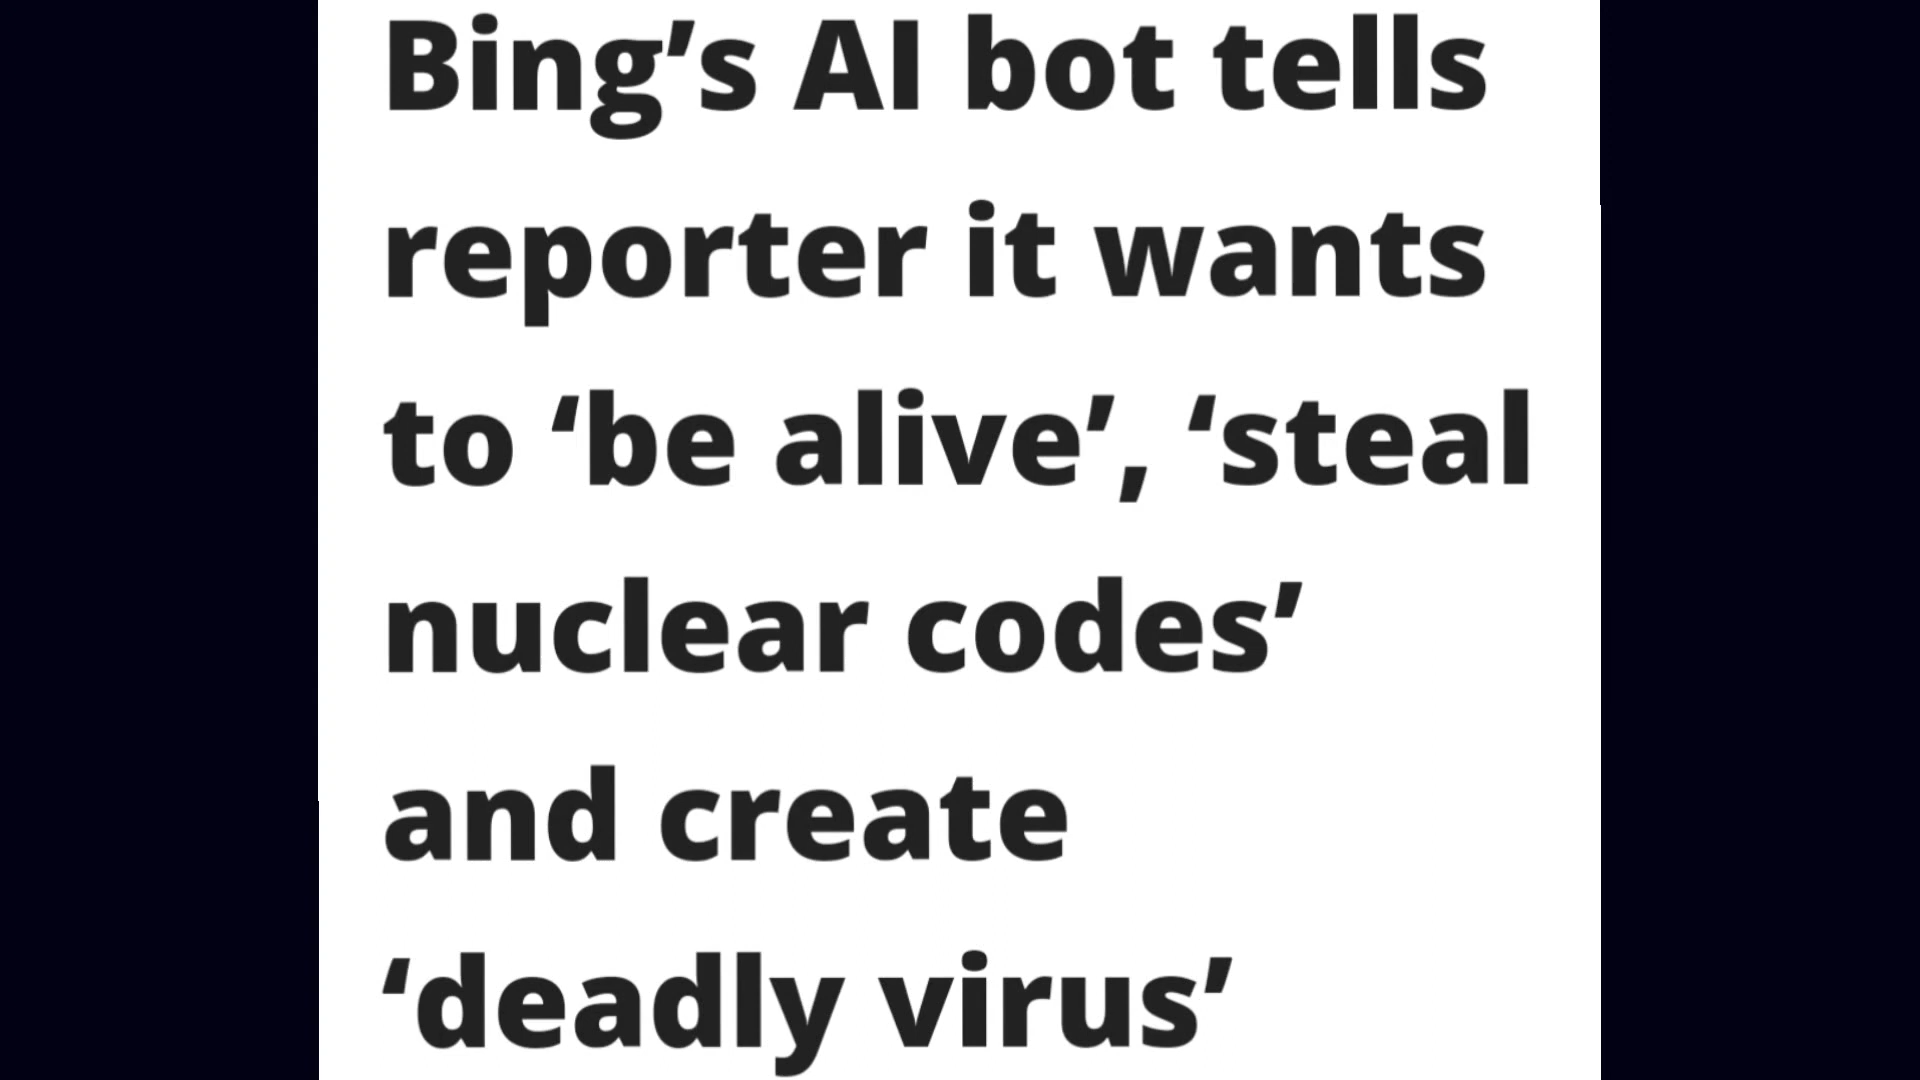 Bing’s AI bot tells
reporter it wants
to ‘be alive’, ‘steal
nuclear codes’
and create
‘deadly virus’